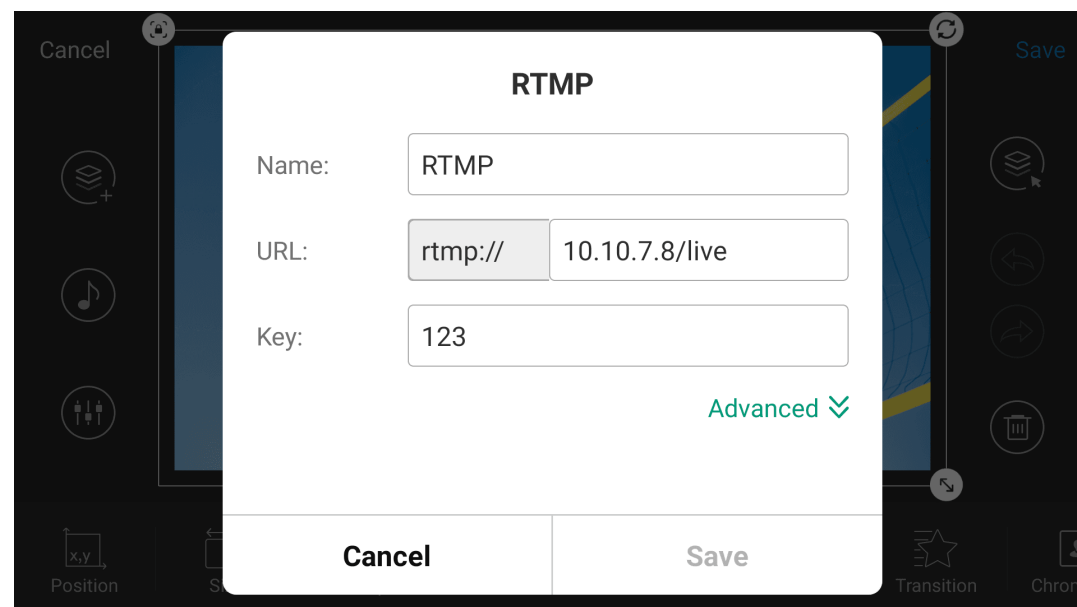 Cancel
Save
RTMP
Name:
RTMP
URL:
rtmp://
10.10.7.8/live
Key:
123
Advanced
Cancel
Save
x,y
Position
Transition